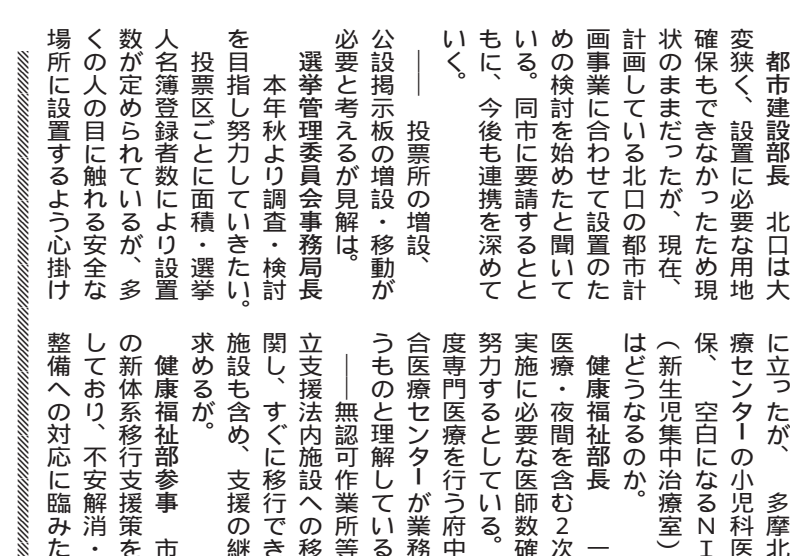 都市建設部長　北口は大
変狭く、設置に必要な用地
確保もできなかったため現
状のままだったが、現在、
計画している北口の都市計
画事業に合わせて設置のた
めの検討を始めたと聞いて
いる。同市に要請するとと
もに、今後も連携を深めて
いく。
――　投票所の増設、
公設掲示板の増設・移動が
必要と考えるが見解は。
選挙管理委員会事務局長
本年秋より調査・検討
を目指し努力していきたい。
投票区ごとに面積・選挙
人名簿登録者数により設置
数が定められているが、多
くの人の目に触れる安全な
場所に設置するよう心掛け
に立ったが、　多摩北
療センターの小児科医
保、　空白になるＮＩ
（新生児集中治療室）
はどうなるのか。
健康福祉部長　一
医療・夜間を含む２次
実施に必要な医師数確
努力するとしている。
度専門医療を行う府中
合医療センターが業務
うものと理解している
――無認可作業所等
立支援法内施設への移
関し、すぐに移行でき
施設も含め、支援の継
求めるが。
健康福祉部参事　市
の新体系移行支援策を
しており、不安解消・
整備への対応に臨みた